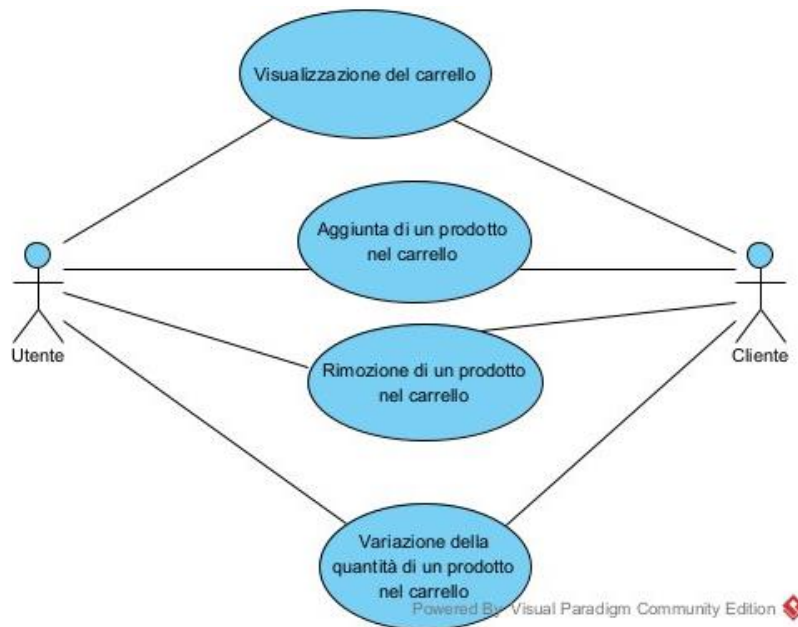 Visualizzazione del carrello
Aggiunta di un prodotto
nel carrello
Utente
Cliente
Rimozione di un prodotto
nel carrello
Variazione della
quantità di un prodotto
nel carrello
Powered By Visual Paradigm Community Edition